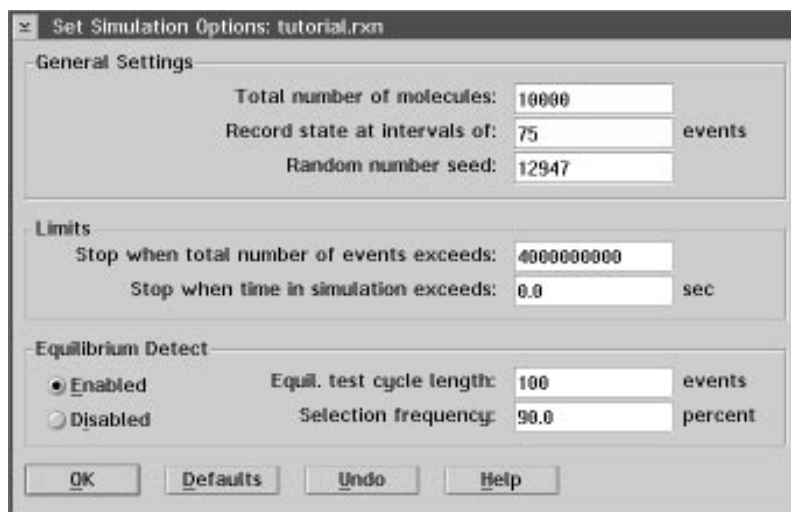 Set Simulation Options: tutorial.rxn
General Settings
Total number of molecules: 10000
Record state at intervals of: 75 events
Random number seed: 12947
Limits
Stop when total number of events exceeds: 4000000000
Stop when time in simulation exceeds: 0.0 sec
Equilibrium Detect
Enabled Equil. test cycle length: 100 events
Disabled Selection frequency: 90.0 percent
OK Defaults Undo Help